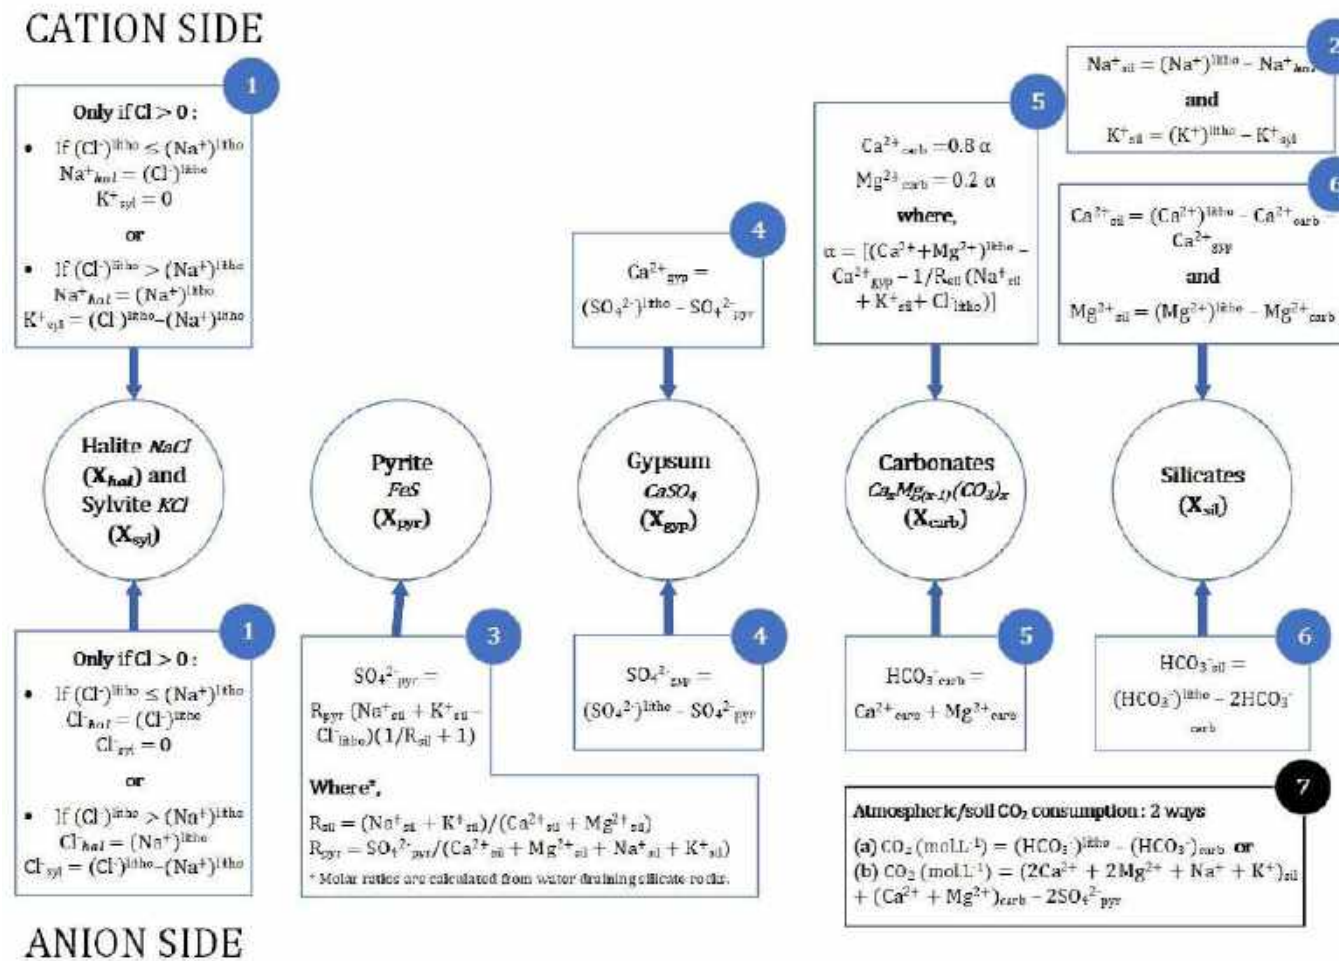 CATION SIDE
1
Only if Cl > 0 :
• If (Cl⁻)ˡⁱᵗʰᵒ ≤ (Na⁺)ˡⁱᵗʰᵒ
Na⁺ₕₐₗ = (Cl⁻)ˡⁱᵗʰᵒ
K⁺ₛyₗ = 0
or
• If (Cl⁻)ˡⁱᵗʰᵒ > (Na⁺)ˡⁱᵗʰᵒ
Na⁺ₕₐₗ = (Na⁺)ˡⁱᵗʰᵒ
K⁺ₛyₗ = (Cl⁻)ˡⁱᵗʰᵒ–(Na⁺)ˡⁱᵗʰᵒ
4
Ca²⁺gyp =
(SO₄²⁻)ˡⁱᵗʰᵒ – SO₄²⁻pyr
5
Ca²⁺carb =0.8 α
Mg²⁺carb = 0.2 α
where,
α = [(Ca²⁺+Mg²⁺)ˡⁱᵗʰᵒ –
Ca²⁺gyp – 1/Rsil (Na⁺sil
+ K⁺sil + Cl⁻litho)]
2
Na⁺sil = (Na⁺)ˡⁱᵗʰᵒ – Na⁺hal
and
K⁺sil = (K⁺)ˡⁱᵗʰᵒ – K⁺syl
6
Ca²⁺sil = (Ca²⁺)ˡⁱᵗʰᵒ – Ca²⁺carb –
Ca²⁺gyp
and
Mg²⁺sil = (Mg²⁺)ˡⁱᵗʰᵒ – Mg²⁺carb
Halite NaCl
(Xhal) and
Sylvite KCl
(Xsyl)
Pyrite
FeS
(Xpyr)
Gypsum
CaSO₄
(Xgyp)
Carbonates
CaxMg(x-1)(CO3)x
(Xcarb)
Silicates
(Xsil)
1
Only if Cl > 0 :
• If (Cl⁻)ˡⁱᵗʰᵒ ≤ (Na⁺)ˡⁱᵗʰᵒ
Cl⁻hal = (Cl⁻)ˡⁱᵗʰᵒ
Cl⁻syl = 0
or
• If (Cl⁻)ˡⁱᵗʰᵒ > (Na⁺)ˡⁱᵗʰᵒ
Cl⁻hal = (Na⁺)ˡⁱᵗʰᵒ
Cl⁻syl = (Cl⁻)ˡⁱᵗʰᵒ–(Na⁺)ˡⁱᵗʰᵒ
3
SO₄²⁻pyr =
Rpyr (Na⁺sil + K⁺sil –
Cl⁻litho)(1/Rsil + 1)
Where*,
Rsil = (Na⁺sil + K⁺sil)/(Ca²⁺sil + Mg²⁺sil)
Rpyr = SO₄²⁻pyr/(Ca²⁺sil + Mg²⁺sil + Na⁺sil + K⁺sil)
* Molar ratios are calculated from water draining silicate rocks.
4
SO₄²⁻gyp =
(SO₄²⁻)ˡⁱᵗʰᵒ – SO₄²⁻pyr
5
HCO₃⁻carb =
Ca²⁺carb + Mg²⁺carb
6
HCO₃⁻sil =
(HCO₃⁻)ˡⁱᵗʰᵒ – 2HCO₃⁻
carb
7
Atmospheric/soil CO₂ consumption : 2 ways
(a) CO₂ (mol.L⁻¹) = (HCO₃⁻)ˡⁱᵗʰᵒ – (HCO₃⁻)carb or
(b) CO₂ (mol.L⁻¹) = (2Ca²⁺ + 2Mg²⁺ + Na⁺ + K⁺)sil
+ (Ca²⁺ + Mg²⁺)carb – 2SO₄²⁻pyr
ANION SIDE